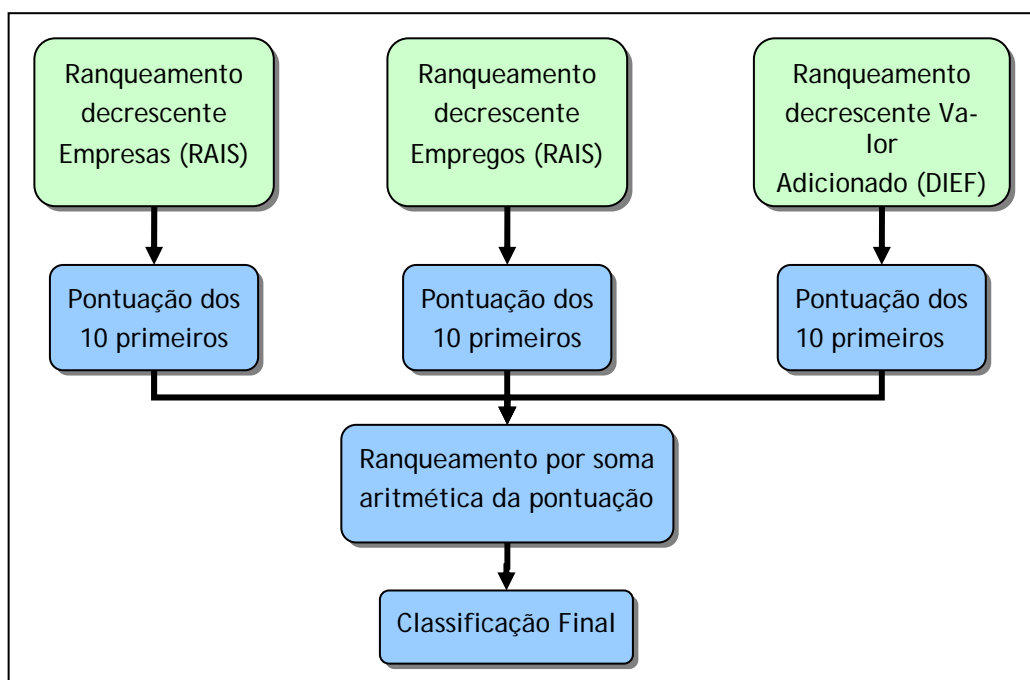 Ranqueamento
decrescente
Empresas (RAIS)
Ranqueamento
decrescente
Empregos (RAIS)
Ranqueamento
decrescente Va-
lor
Adicionado (DIEF)
Pontuação dos
10 primeiros
Pontuação dos
10 primeiros
Pontuação dos
10 primeiros
Ranqueamento por soma
aritmética da pontuação
Classificação Final